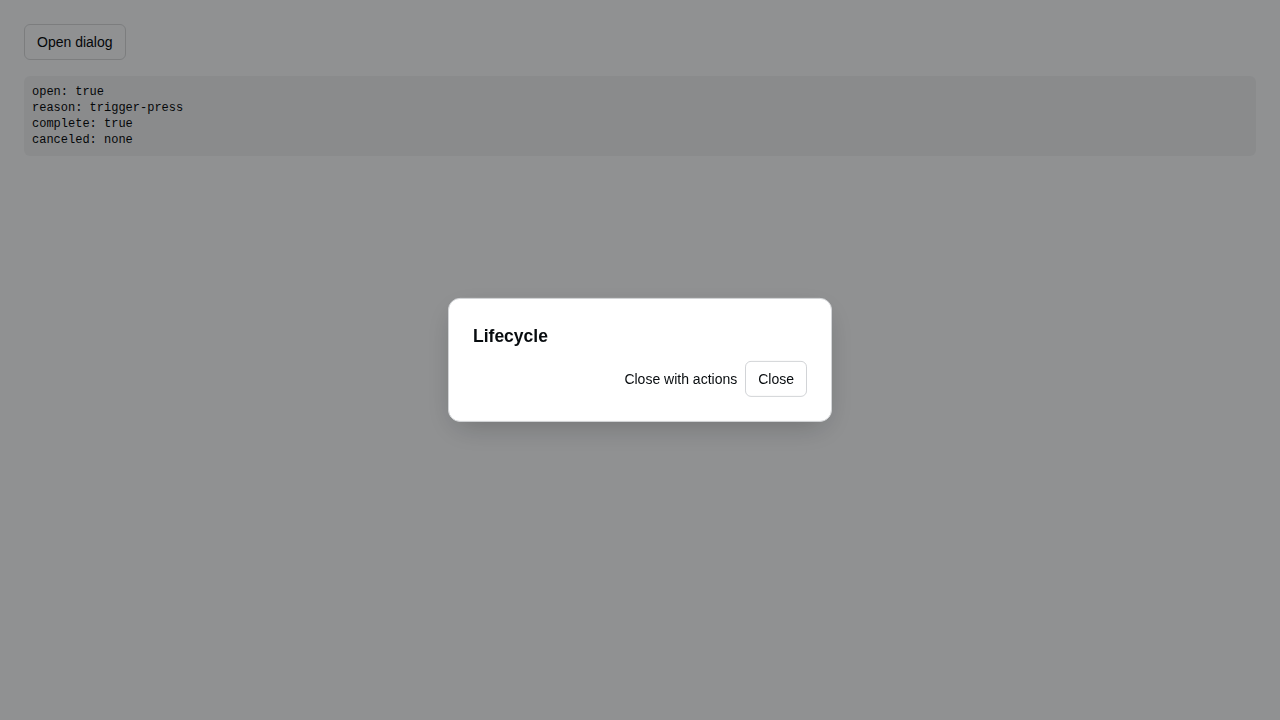 Open dialog
open: true
reason: trigger-press
complete: true
canceled: none
Lifecycle
Close with actions Close